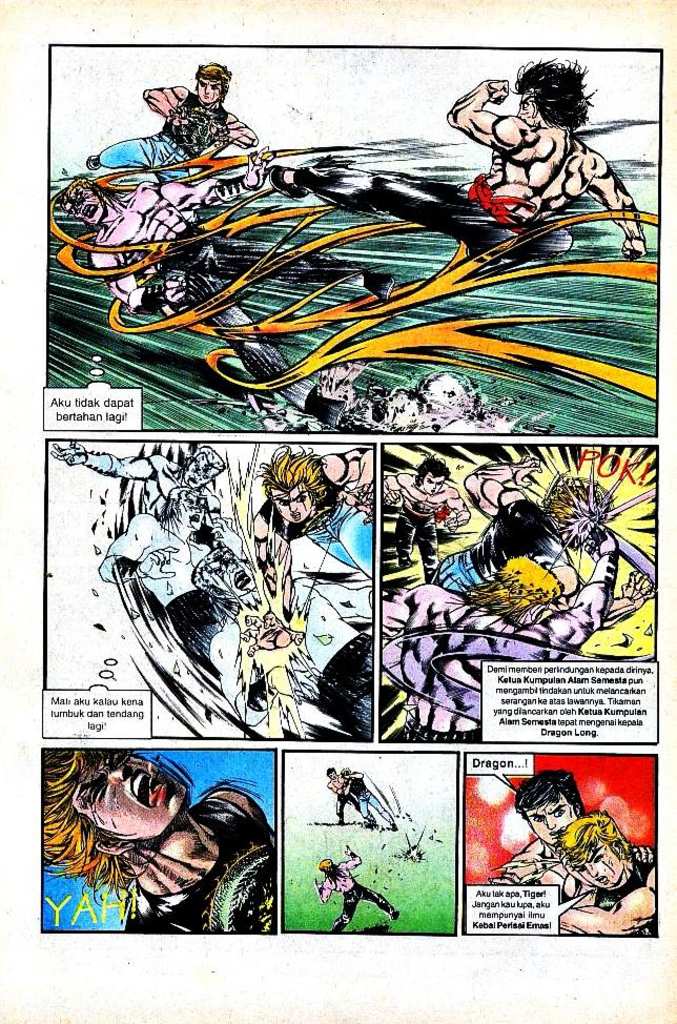 Aku tidak dapat
bertahan lagi!
Mati aku kalau kena
tumbuk dan tendang
lagi!
POK!
Demi memberi perlindungan kepada dirinya,
Ketua Kumpulan Alam Semesta pun
mengambil tindakan untuk melancarkan
serangan ke atas lawannya. Tikaman
yang dilancarkan oleh Ketua Kumpulan
Alam Semesta tepat mengenai kepala
Dragon Long.
YAH!
Dragon...!
Aku tak apa, Tiger!
Jangan kau lupa, aku
mempunyai ilmu
Kebal Perisai Emas!